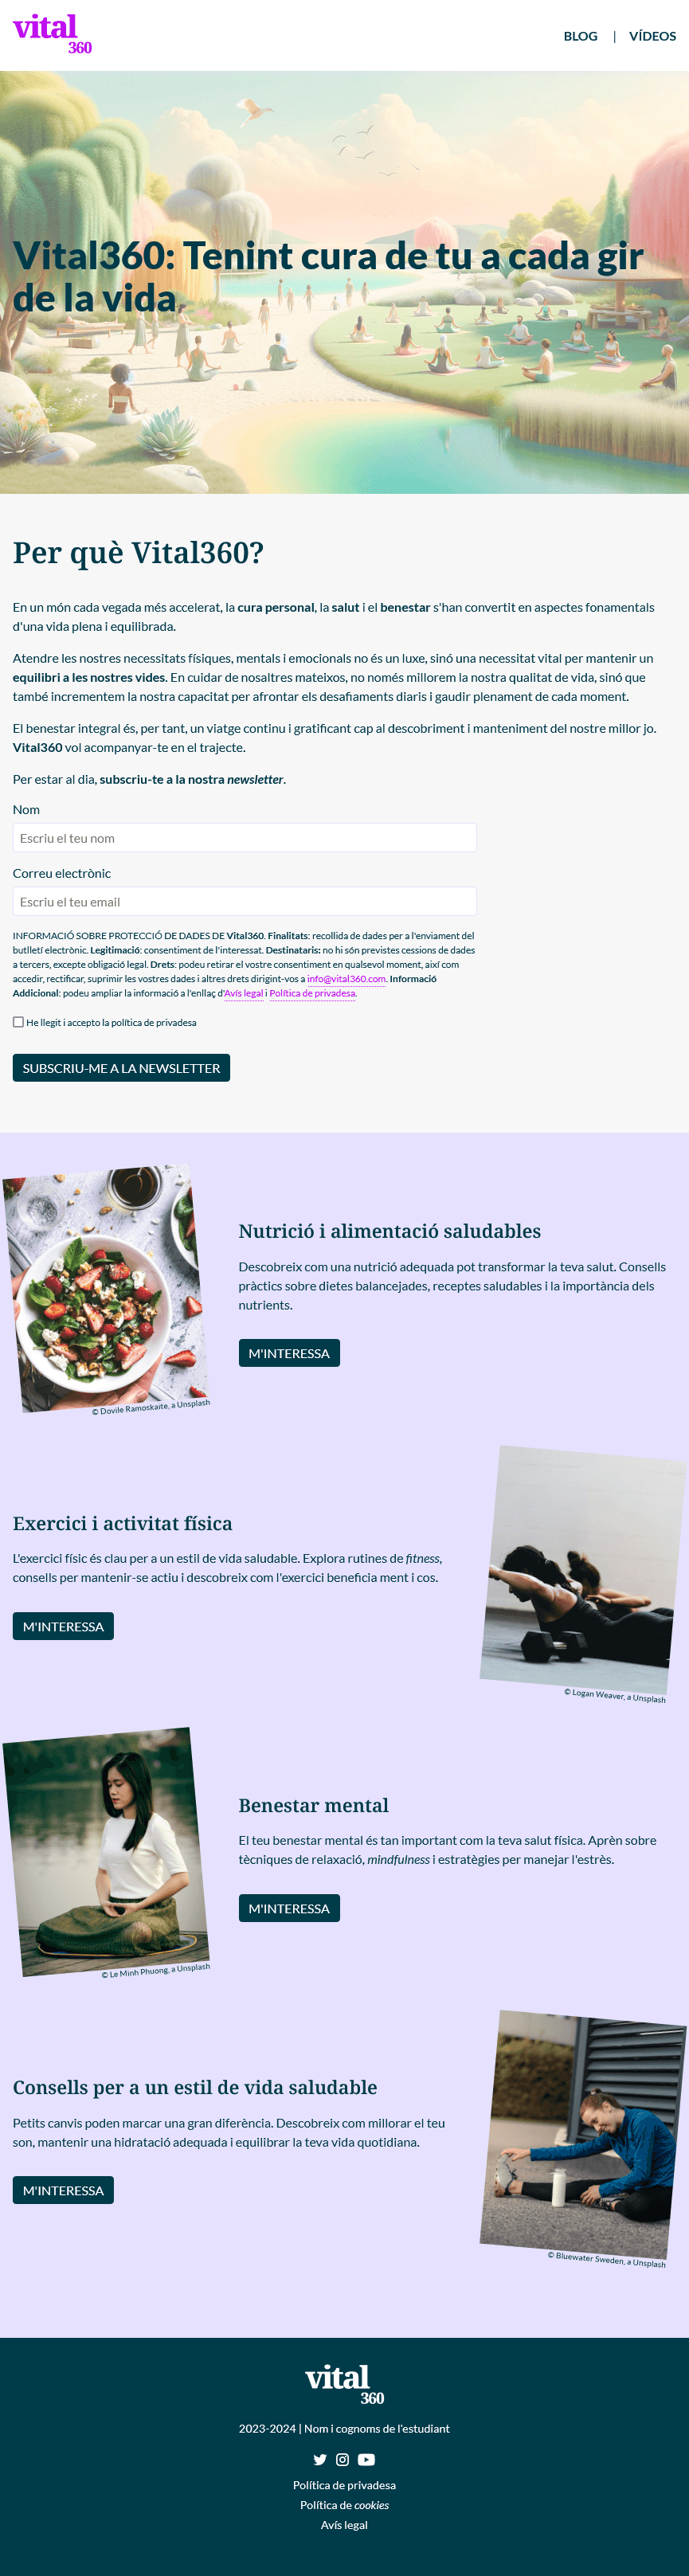 vital
360
BLOG | VÍDEOS
Vital360: Tenint cura de tu a cada gir
de la vida
Per què Vital360?
En un món cada vegada més accelerat, la cura personal, la salut i el benestar s'han convertit en aspectes fonamentals
d'una vida plena i equilibrada.
Atendre les nostres necessitats físiques, mentals i emocionals no és un luxe, sinó una necessitat vital per mantenir un
equilibri a les nostres vides. En cuidar de nosaltres mateixos, no només millorem la nostra qualitat de vida, sinó que
també incrementem la nostra capacitat per afrontar els desafiaments diaris i gaudir plenament de cada moment.
El benestar integral és, per tant, un viatge continu i gratificant cap al descobriment i manteniment del nostre millor jo.
Vital360 vol acompanyar-te en el trajecte.
Per estar al dia, subscriu-te a la nostra newsletter.
Nom
Escriu el teu nom
Correu electrònic
Escriu el teu email
INFORMACIÓ SOBRE PROTECCIÓ DE DADES DE Vital360. Finalitats: recollida de dades per a l'enviament del
butlletí electrònic. Legitimació: consentiment de l'interessat. Destinataris: no hi són previstes cessions de dades
a tercers, excepte obligació legal. Drets: podeu retirar el vostre consentiment en qualsevol moment, així com
accedir, rectificar, suprimir les vostres dades i altres drets dirigint-vos a info@vital360.com. Informació
Addicional: podeu ampliar la informació a l'enllaç d'Avís legal i Política de privadesa.
He llegit i accepto la política de privadesa
SUBSCRIU-ME A LA NEWSLETTER
Nutrició i alimentació saludables
Descobreix com una nutrició adequada pot transformar la teva salut. Consells
pràctics sobre dietes balancejades, receptes saludables i la importància dels
nutrients.
M'INTERESSA
© Dovile Ramoskaite, a Unsplash
Exercici i activitat física
L'exercici físic és clau per a un estil de vida saludable. Explora rutines de fitness,
consells per mantenir-se actiu i descobreix com l'exercici beneficia ment i cos.
M'INTERESSA
© Logan Weaver, a Unsplash
Benestar mental
El teu benestar mental és tan important com la teva salut física. Aprèn sobre
tècniques de relaxació, mindfulness i estratègies per manejar l'estrès.
M'INTERESSA
© Le Minh Phuong, a Unsplash
Consells per a un estil de vida saludable
Petits canvis poden marcar una gran diferència. Descobreix com millorar el teu
son, mantenir una hidratació adequada i equilibrar la teva vida quotidiana.
M'INTERESSA
© Bluewater Sweden, a Unsplash
vital
360
2023-2024 | Nom i cognoms de l'estudiant
Política de privadesa
Política de cookies
Avís legal